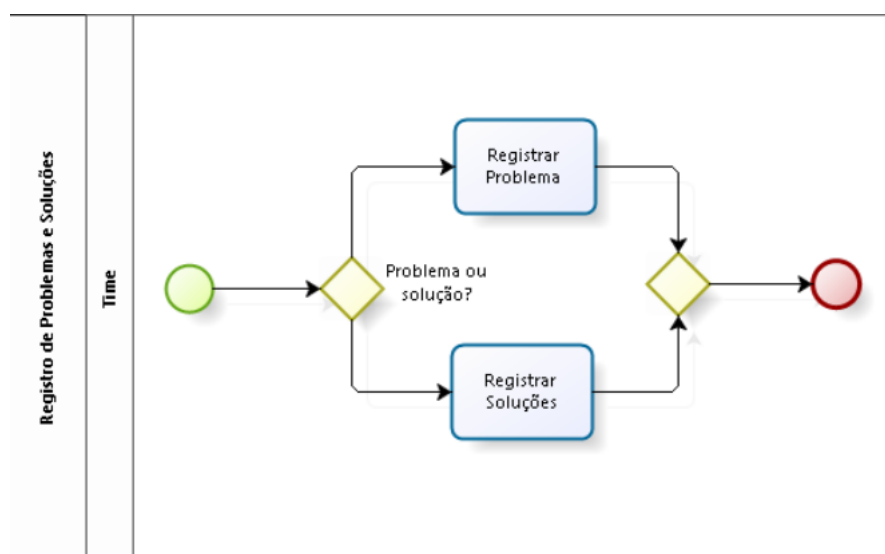 Registro de Problemas e Soluções
Time
Registrar
Problema
Problema ou
solução?
Registrar
Soluções